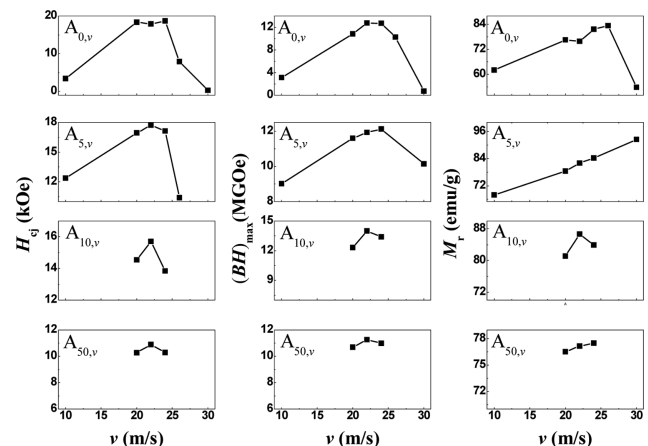 20
10
0
A0,v
12
8
4
0
A0,v
84
72
60
A0,v
18
15
12
A5,v
12
10
8
A5,v
96
84
72
A5,v
Hcj (kOe)
(BH)max (MGOe)
Mr (emu/g)
16
14
12
A10,v
15
12
9
A10,v
88
80
72
A10,v
12
10
8
6
A50,v
12
10
8
6
A50,v
78
75
72
A50,v
10 15 20 25 30
10 15 20 25 30
10 15 20 25 30
v (m/s)
v (m/s)
v (m/s)